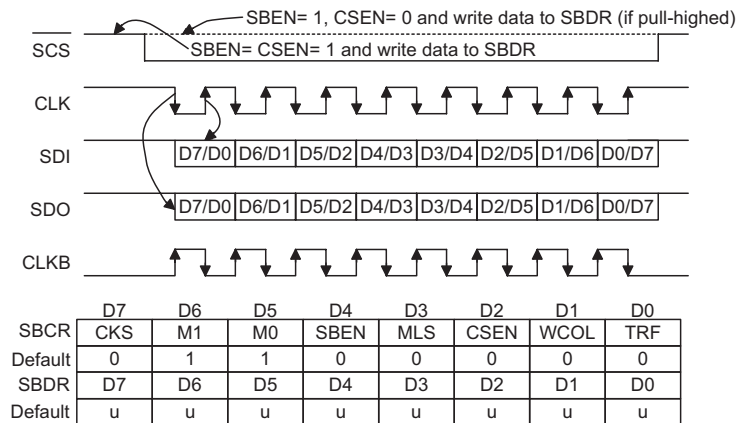 SBEN= 1, CSEN= 0 and write data to SBDR (if pull-highed)
SCS
SBEN= CSEN= 1 and write data to SBDR
CLK
SDI D7/D0 D6/D1 D5/D2 D4/D3 D3/D4 D2/D5 D1/D6 D0/D7
SDO D7/D0 D6/D1 D5/D2 D4/D3 D3/D4 D2/D5 D1/D6 D0/D7
CLKB
D7 D6 D5 D4 D3 D2 D1 D0
SBCR CKS M1 M0 SBEN MLS CSEN WCOL TRF
Default 0 1 1 0 0 0 0 0
SBDR D7 D6 D5 D4 D3 D2 D1 D0
Default u u u u u u u u